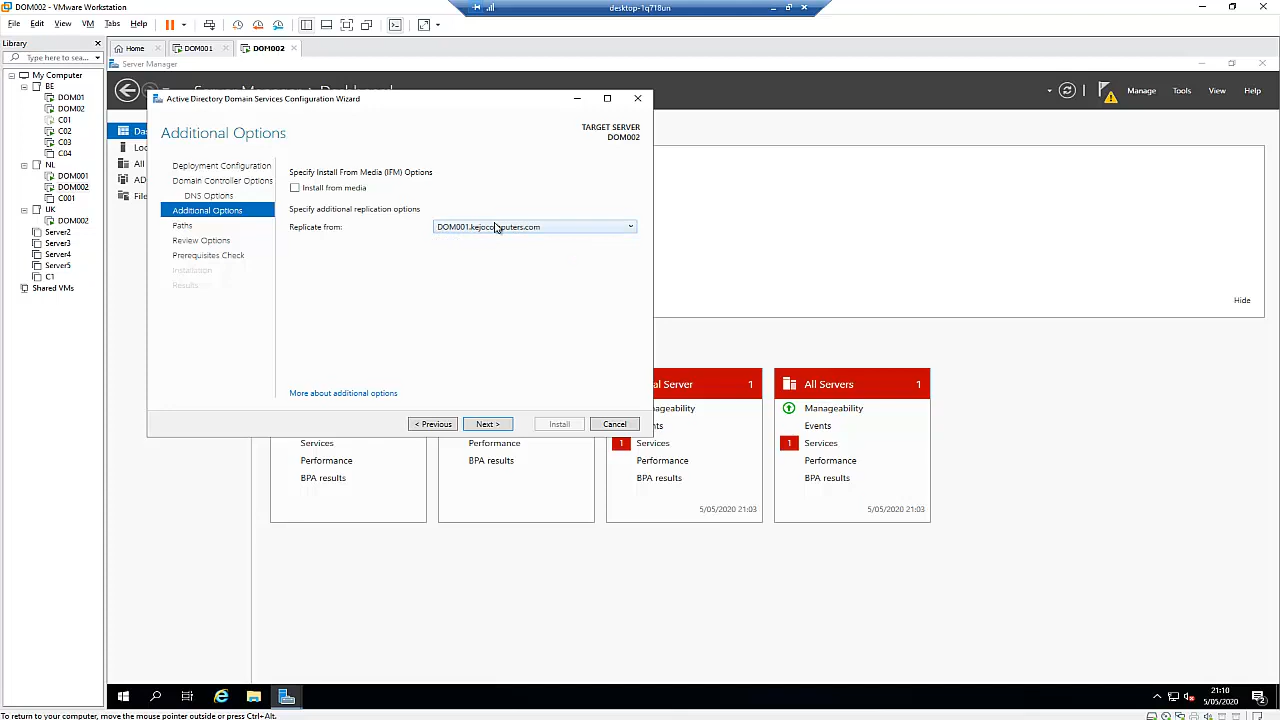 DOM002 - VMware Workstation
desktop-1q718un
File Edit View VM Tabs Help
Library
Type here to sea...
My Computer
BE
DOM01
DOM02
C01
C02
C03
C04
NL
DOM001
DOM002
C001
UK
DOM002
Server2
Server3
Server4
Server5
C1
Shared VMs
Home
DOM001
DOM002
Server Manager
Manage Tools View Help
Active Directory Domain Services Configuration Wizard
Additional Options
TARGET SERVER
DOM002
Deployment Configuration
Domain Controller Options
DNS Options
Additional Options
Paths
Review Options
Prerequisites Check
Installation
Results
Specify Install From Media (IFM) Options
Install from media
Specify additional replication options
Replicate from:
DOM001.kejocomputers.com
More about additional options
< Previous
Next >
Install
Cancel
Hide
Services
Performance
BPA results
Performance
BPA results
al Server 1
1 Services
Performance
BPA results
5/05/2020 21:03
All Servers 1
Manageability
Events
1 Services
Performance
BPA results
5/05/2020 21:03
21:10
5/05/2020
2
To return to your computer, move the mouse pointer outside or press Ctrl+Alt.